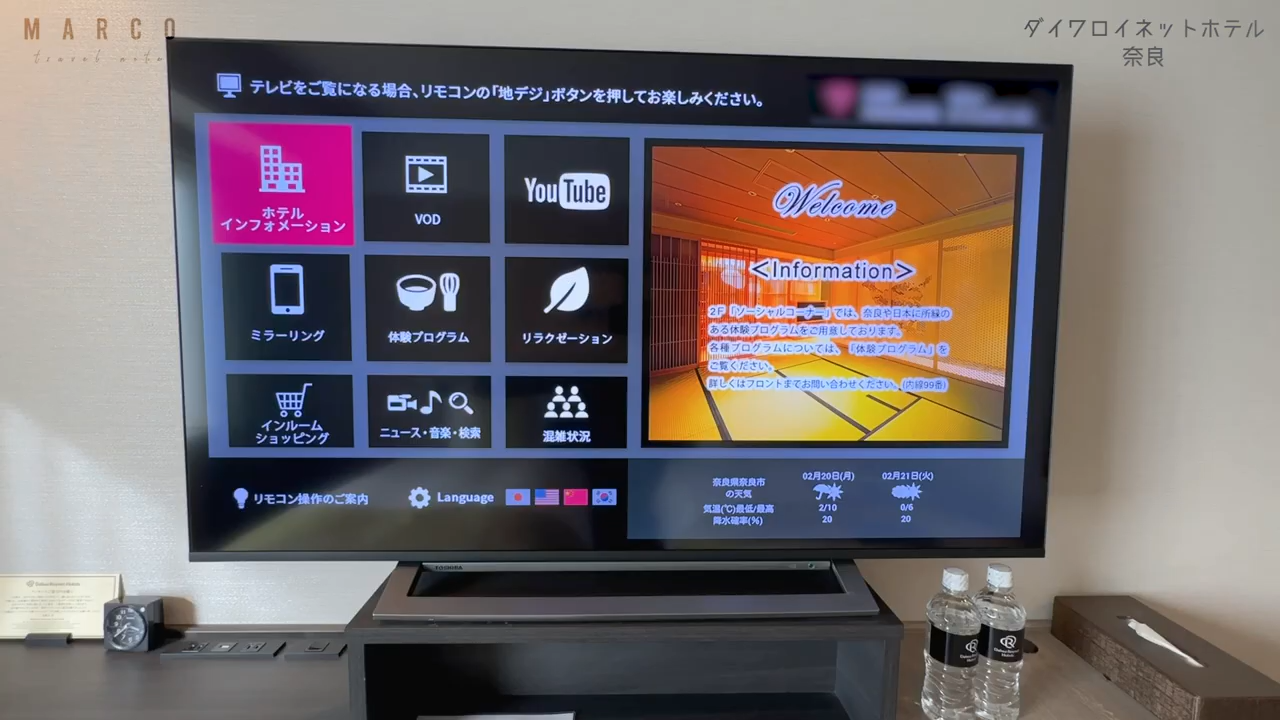 MARCO
travel note
ダイワロイネットホテル
奈良
テレビをご覧になる場合、リモコンの「地デジ」ボタンを押してお楽しみください。
ホテル
インフォメーション
VOD
YouTube
ミラーリング
体験プログラム
リラクゼーション
インルーム
ショッピング
ニュース・音楽・検索
混雑状況
Welcome
<Information>
2F「ソーシャルコーナー」では、奈良や日本に所縁の
ある体験プログラムをご用意しております。
各種プログラムについては、「体験プログラム」を
ご覧ください。
詳しくはフロントまでお問い合わせください。(内線99番)
リモコン操作のご案内
Language
奈良県奈良市
の天気
02月20日(月)
02月21日(火)
気温(℃)最低/最高
2/10
0/6
降水確率(%)
20
20
TOSHIBA
Daiwa Roynet Hotels
Daiwa Roynet
Hotels
Daiwa Roynet
Hotels